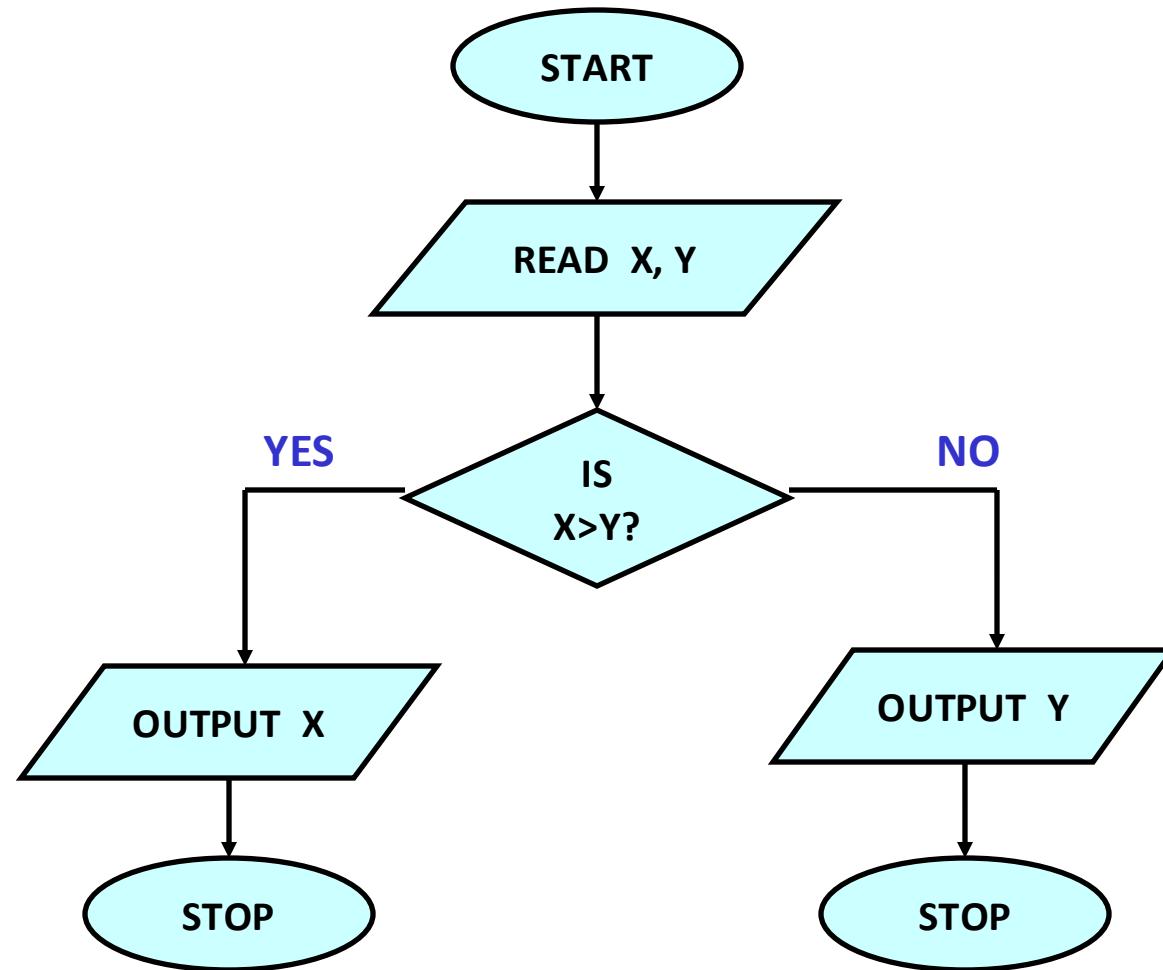 START
READ X, Y
YES
NO
IS
X>Y?
OUTPUT X
OUTPUT Y
STOP
STOP